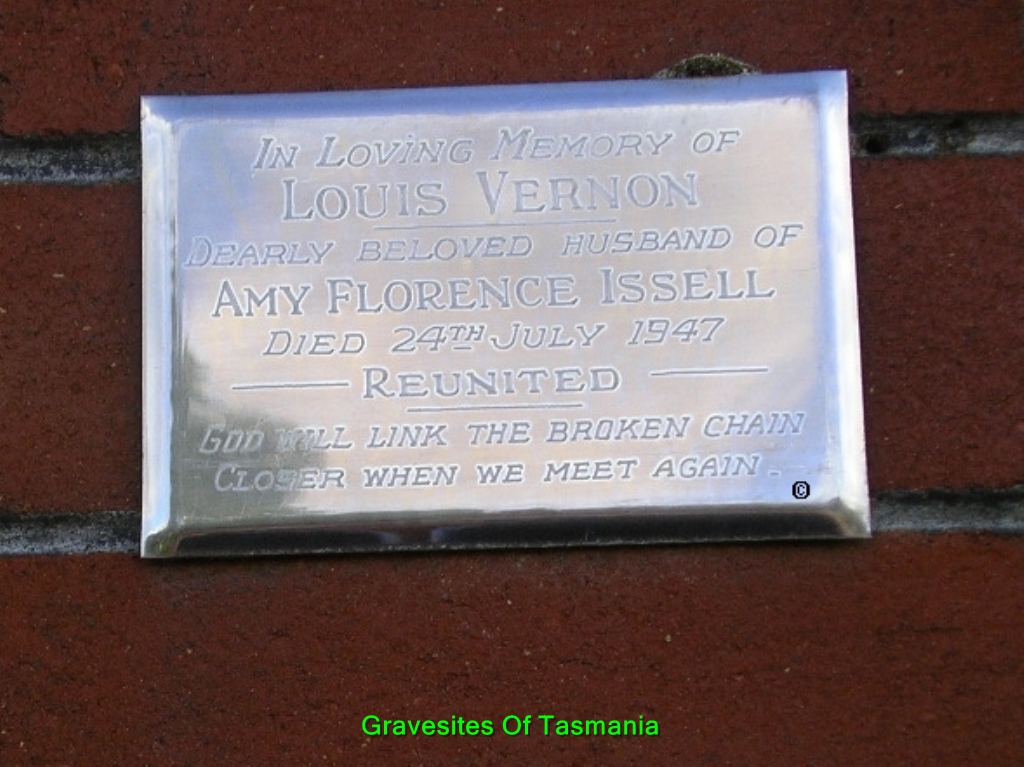 In Loving Memory of
Louis Vernon
Dearly beloved husband of
Amy Florence Issell
Died 24th July 1947
Reunited
God will link the broken chain
Closer when we meet again.
©
Gravesites Of Tasmania